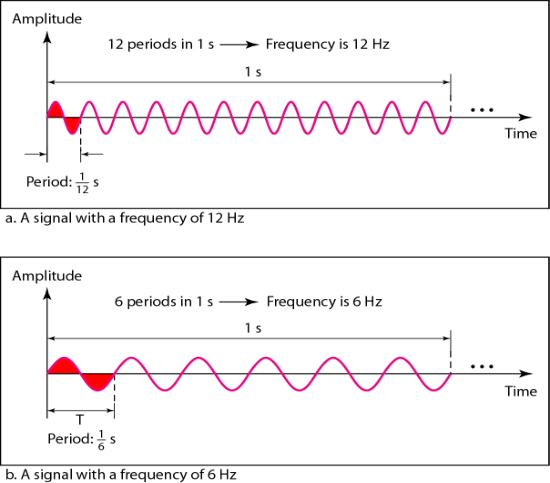 Amplitude
12 periods in 1 s → Frequency is 12 Hz
1 s
...
Time
Period: 1/12 s
a. A signal with a frequency of 12 Hz
Amplitude
6 periods in 1 s → Frequency is 6 Hz
1 s
...
Time
T
Period: 1/6 s
b. A signal with a frequency of 6 Hz